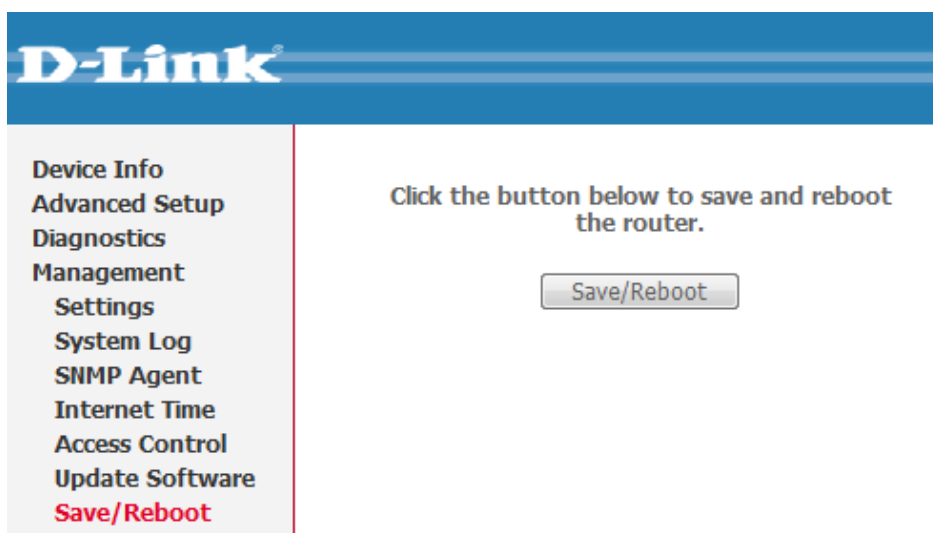 D-Link
Device Info
Advanced Setup
Diagnostics
Management
Settings
System Log
SNMP Agent
Internet Time
Access Control
Update Software
Save/Reboot
Click the button below to save and reboot
the router.
Save/Reboot